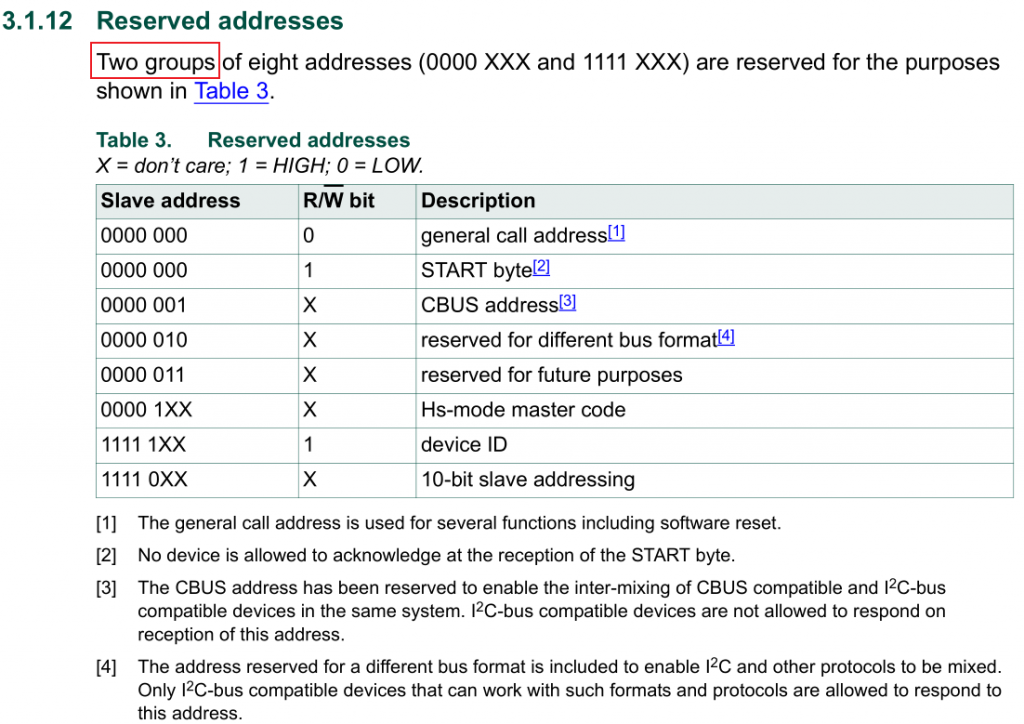 3.1.12 Reserved addresses
Two groups of eight addresses (0000 XXX and 1111 XXX) are reserved for the purposes
shown in Table 3.
Table 3. Reserved addresses
X = don’t care; 1 = HIGH; 0 = LOW.
Slave address R/W̅ bit Description
0000 000 0 general call address[1]
0000 000 1 START byte[2]
0000 001 X CBUS address[3]
0000 010 X reserved for different bus format[4]
0000 011 X reserved for future purposes
0000 1XX X Hs-mode master code
1111 1XX 1 device ID
1111 0XX X 10-bit slave addressing
[1] The general call address is used for several functions including software reset.
[2] No device is allowed to acknowledge at the reception of the START byte.
[3] The CBUS address has been reserved to enable the inter-mixing of CBUS compatible and I²C-bus
compatible devices in the same system. I²C-bus compatible devices are not allowed to respond on
reception of this address.
[4] The address reserved for a different bus format is included to enable I²C and other protocols to be mixed.
Only I²C-bus compatible devices that can work with such formats and protocols are allowed to respond to
this address.